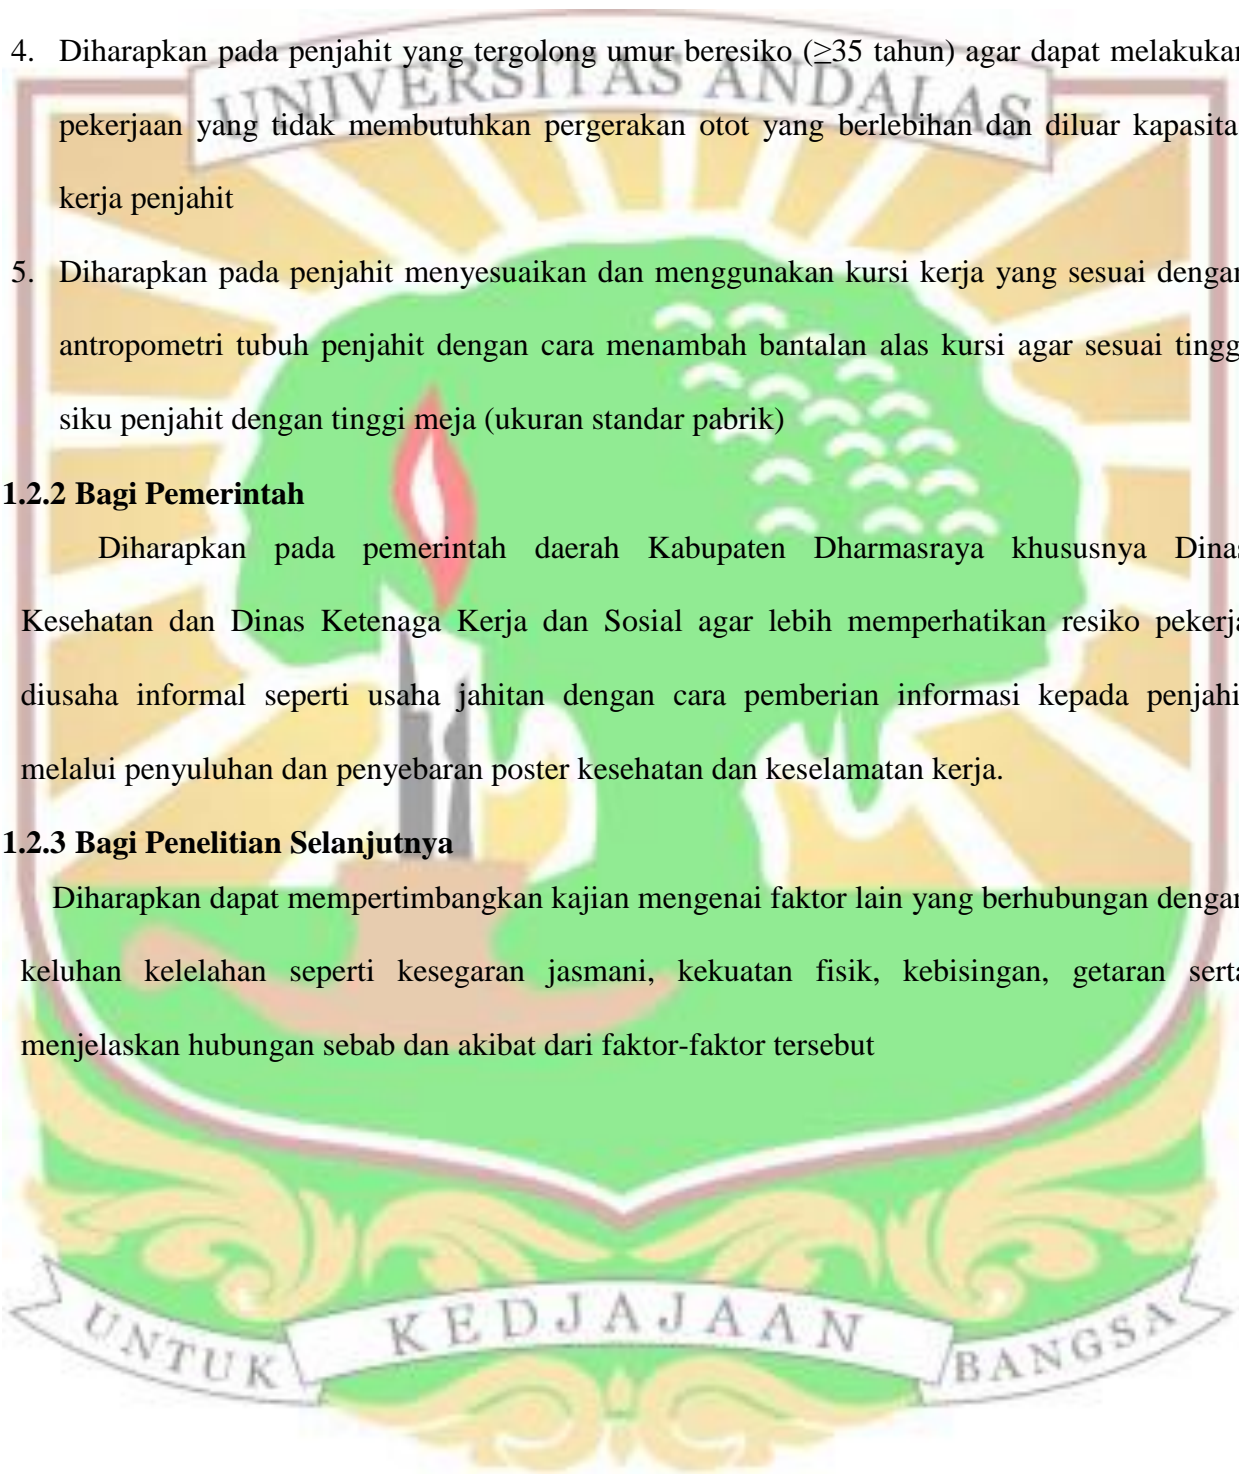 4. Diharapkan pada penjahit yang tergolong umur beresiko (≥35 tahun) agar dapat melakukan
UNIVERSITAS ANDALAS
pekerjaan yang tidak membutuhkan pergerakan otot yang berlebihan dan diluar kapasita
kerja penjahit
5. Diharapkan pada penjahit menyesuaikan dan menggunakan kursi kerja yang sesuai dengan
antropometri tubuh penjahit dengan cara menambah bantalan alas kursi agar sesuai tingg
siku penjahit dengan tinggi meja (ukuran standar pabrik)
1.2.2 Bagi Pemerintah
Diharapkan pada pemerintah daerah Kabupaten Dharmasraya khususnya Dinas
Kesehatan dan Dinas Ketenaga Kerja dan Sosial agar lebih memperhatikan resiko pekerja
diusaha informal seperti usaha jahitan dengan cara pemberian informasi kepada penjahi
melalui penyuluhan dan penyebaran poster kesehatan dan keselamatan kerja.
1.2.3 Bagi Penelitian Selanjutnya
Diharapkan dapat mempertimbangkan kajian mengenai faktor lain yang berhubungan dengan
keluhan kelelahan seperti kesegaran jasmani, kekuatan fisik, kebisingan, getaran serta
menjelaskan hubungan sebab dan akibat dari faktor-faktor tersebut
UNTUK KEDJAJAAN BANGSA